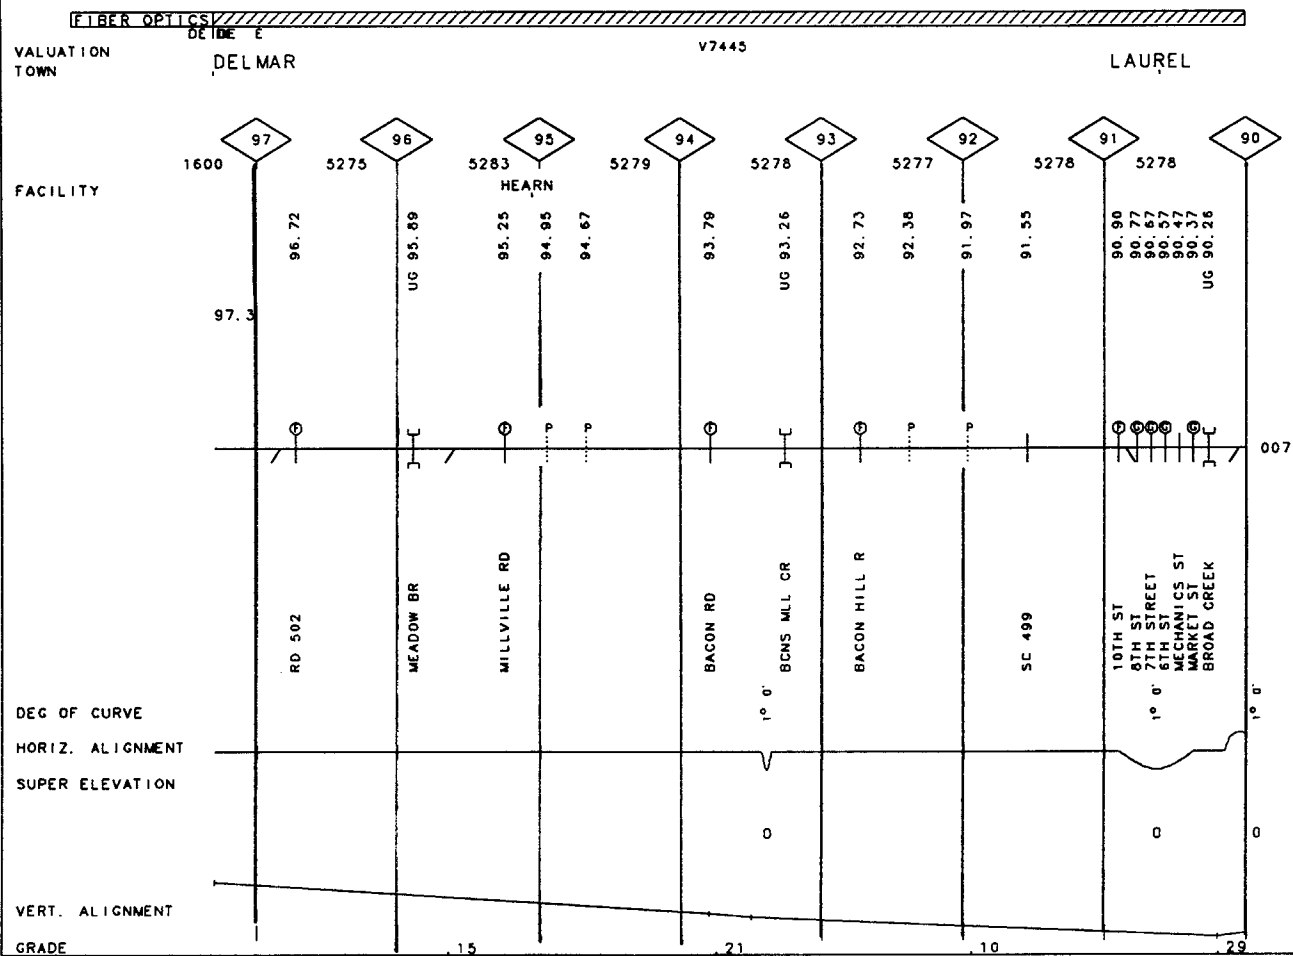 FIBER OPTICS
DE DE E
VALUATION
V7445
TOWN
DELMAR
LAUREL
97 96 95 94 93 92 91 90
1600 5275 5283 5279 5278 5277 5278 5278
FACILITY
HEARN
96.72
UG 95.89
95.25
94.95
94.67
93.79
UG 93.26
92.73
92.38
91.97
91.55
90.90
90.77
90.67
90.57
90.47
90.37
UG 90.26
97.3
F F P P F F P P F G G G G
007
RD 502
MEADOW BR
MILLVILLE RD
BACON RD
BCNS MLL CR
BACON HILL R
SC 499
10TH ST
8TH ST
7TH STREET
6TH ST
MECHANICS ST
MARKET ST
BROAD CREEK
DEG OF CURVE
1° 0' 1° 0' 1° 0'
HORIZ. ALIGNMENT
SUPER ELEVATION
0 0 0
VERT. ALIGNMENT
GRADE
.15 .21 .10 .29